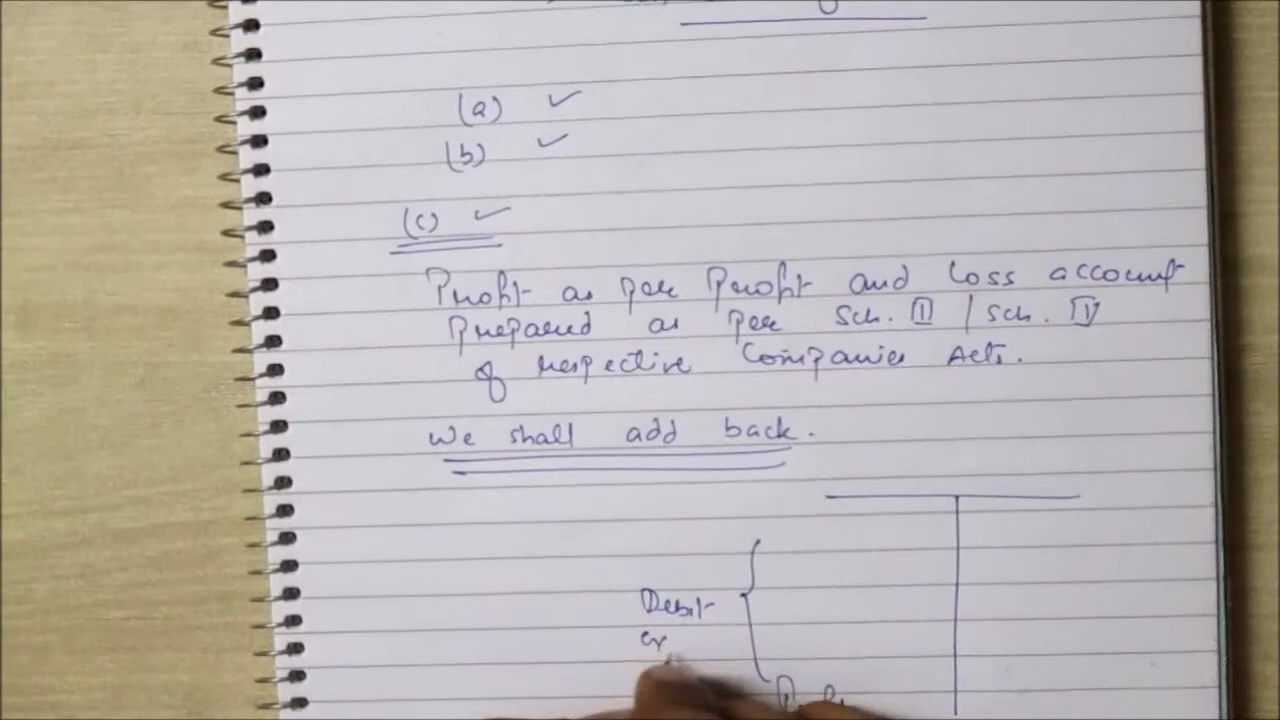 (a) ✓
(b) ✓
(c) ✓
Profit as per Profit and Loss account
Prepared as per Sch. II / Sch. IV
of respective Companies Acts.
We shall add back.
Debit